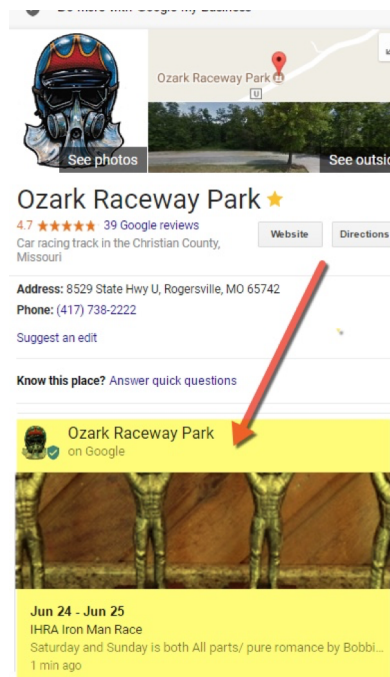 Ozark Raceway Park
U
See photos
See outsid
Ozark Raceway Park
4.7 ★★★★★ 39 Google reviews
Car racing track in the Christian County,
Missouri
Website
Directions
Address: 8529 State Hwy U, Rogersville, MO 65742
Phone: (417) 738-2222
Suggest an edit
Know this place? Answer quick questions
Ozark Raceway Park
on Google
Jun 24 - Jun 25
IHRA Iron Man Race
Saturday and Sunday is both All parts/ pure romance by Bobbi...
1 min ago